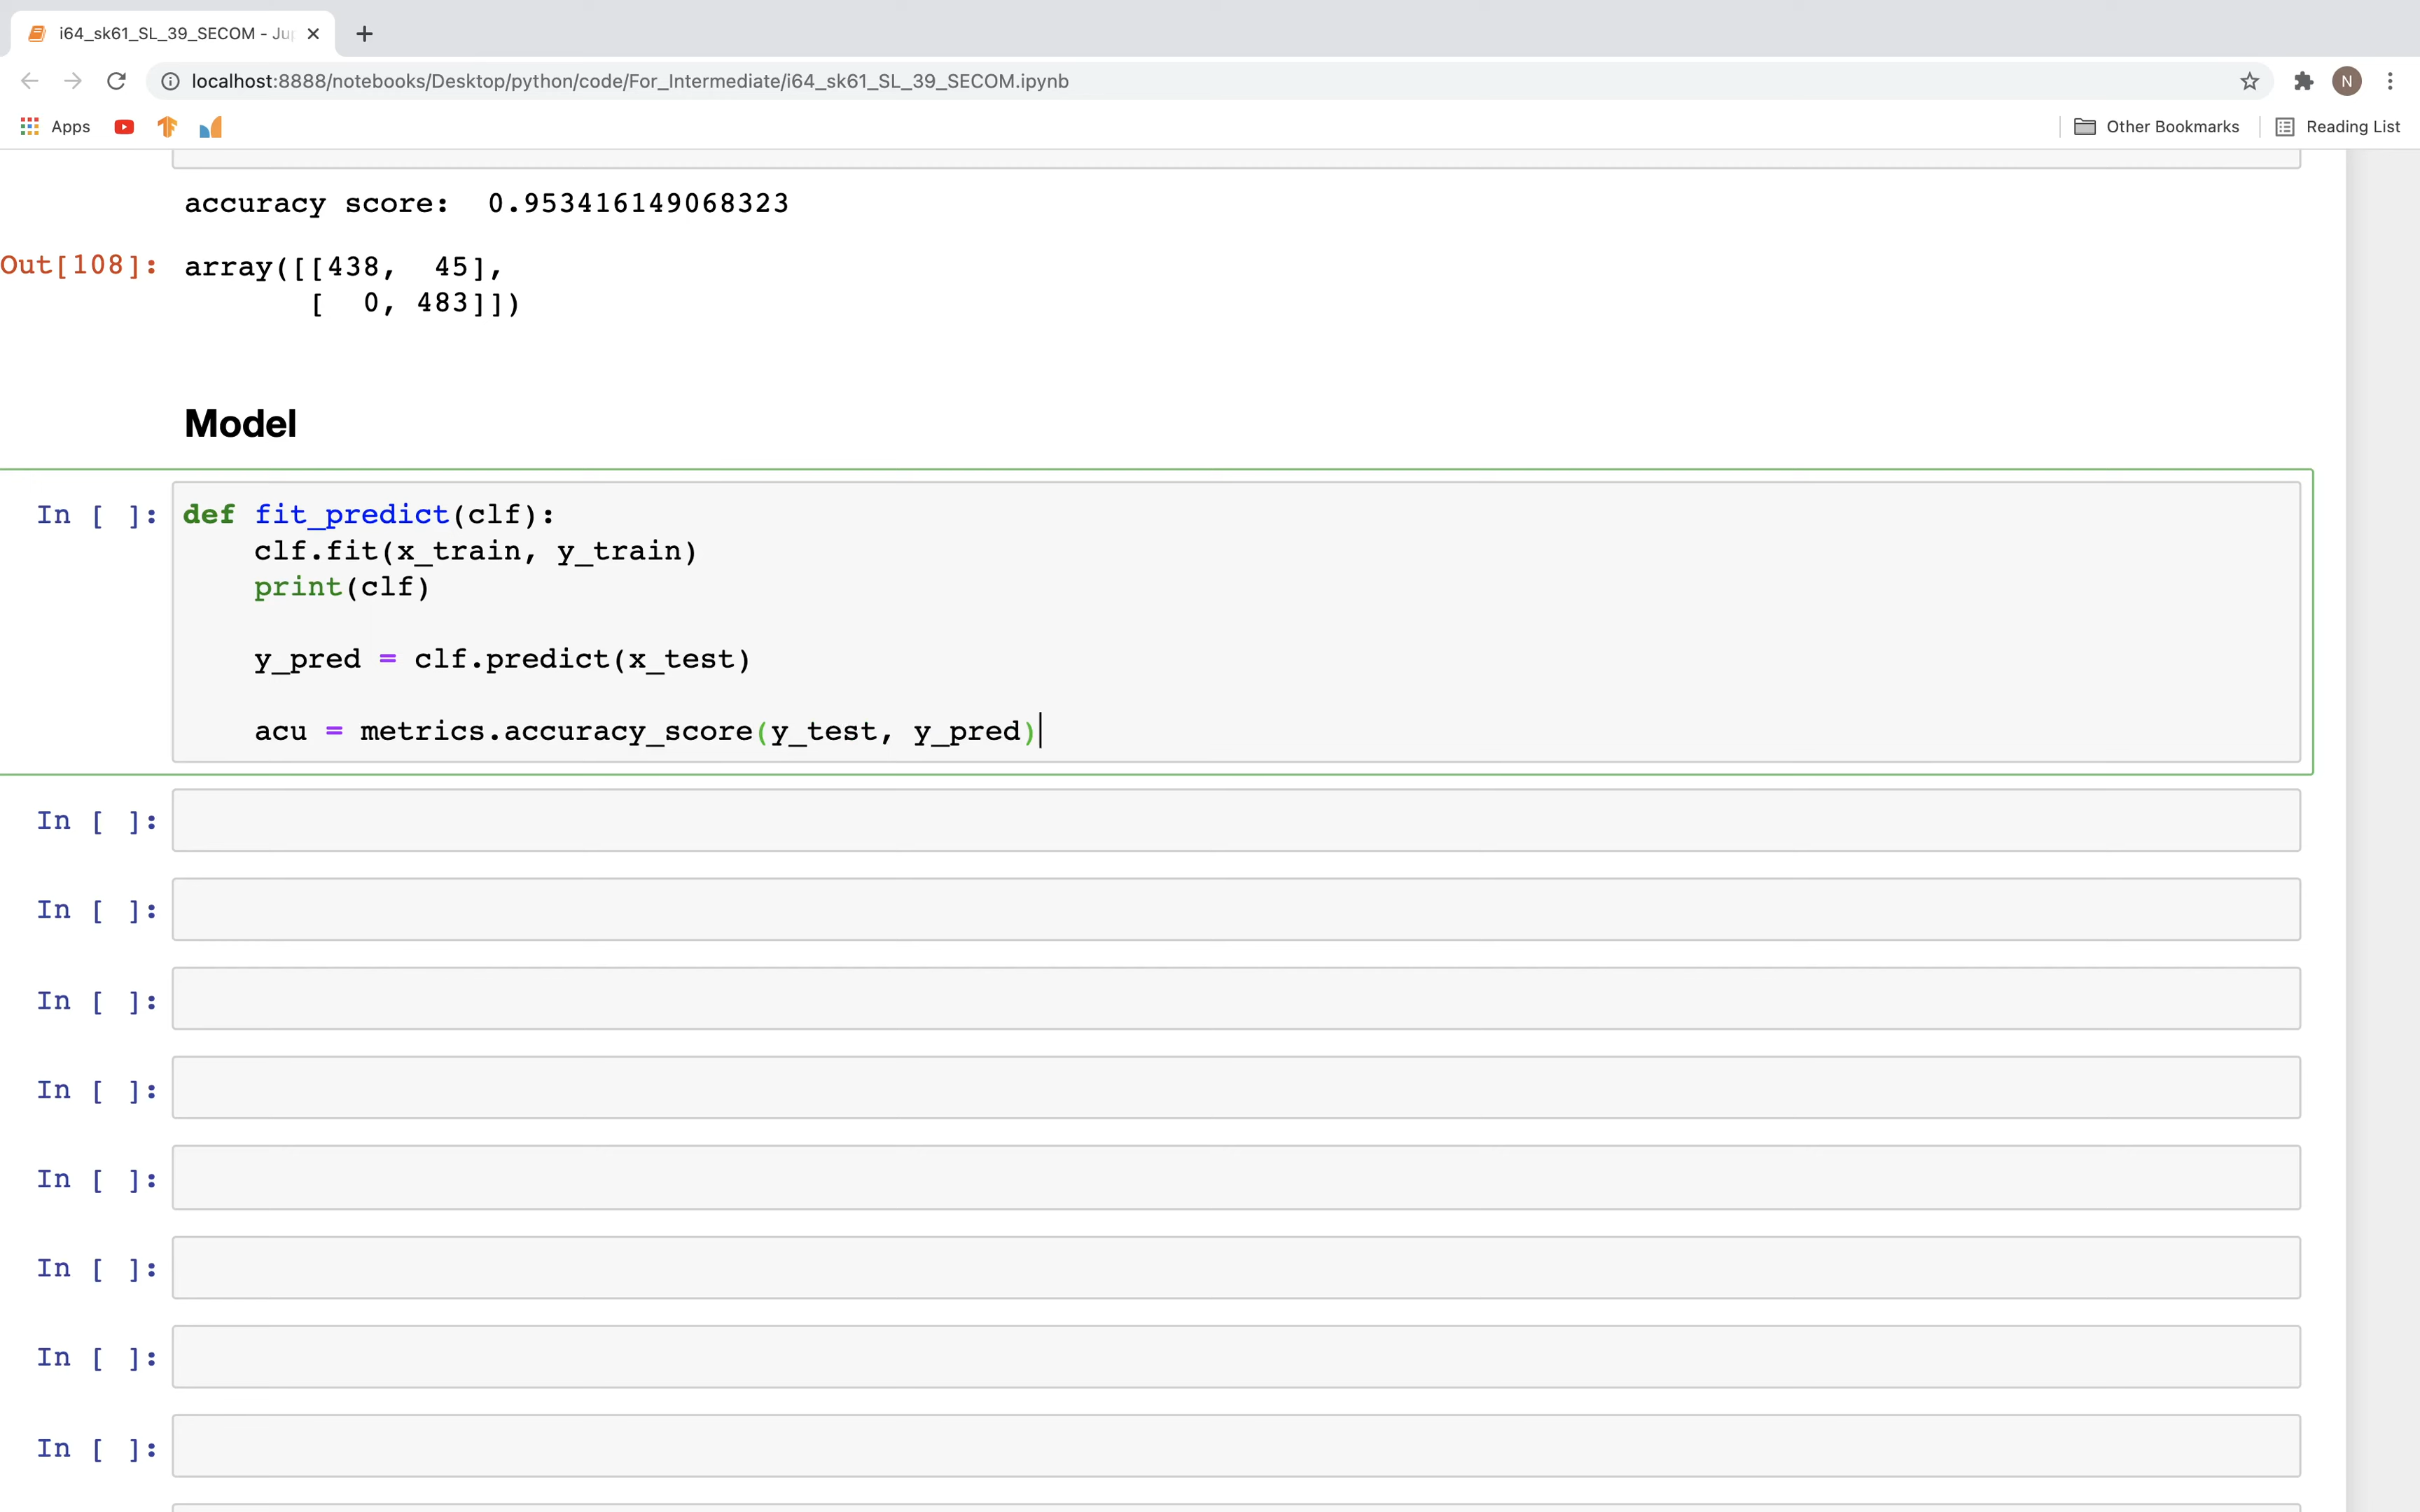 i64_sk61_SL_39_SECOM - Ju
localhost:8888/notebooks/Desktop/python/code/For_Intermediate/i64_sk61_SL_39_SECOM.ipynb
N
Apps
Other Bookmarks
Reading List
accuracy score:  0.953416149068323
Out[108]: array([[438,  45],
       [  0, 483]])
Model
In [ ]: def fit_predict(clf):
    clf.fit(x_train, y_train)
    print(clf)
    y_pred = clf.predict(x_test)
    acu = metrics.accuracy_score(y_test, y_pred)
In [ ]:
In [ ]:
In [ ]:
In [ ]:
In [ ]:
In [ ]:
In [ ]:
In [ ]: